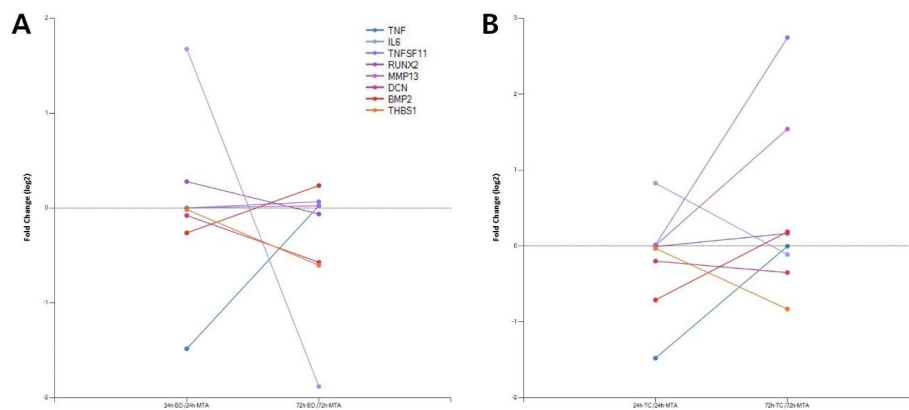 A
B
2
1
0
-1
-2
Fold Change (log2)
TNF
IL6
TNFSF11
RUNX2
MMP13
DCN
BMP2
THBS1
24h-BD/24h-MTA
72h-BD/72h-MTA
3
2
1
0
-1
-2
Fold Change (log2)
24h-TC/24h-MTA
72h-TC/72h-MTA